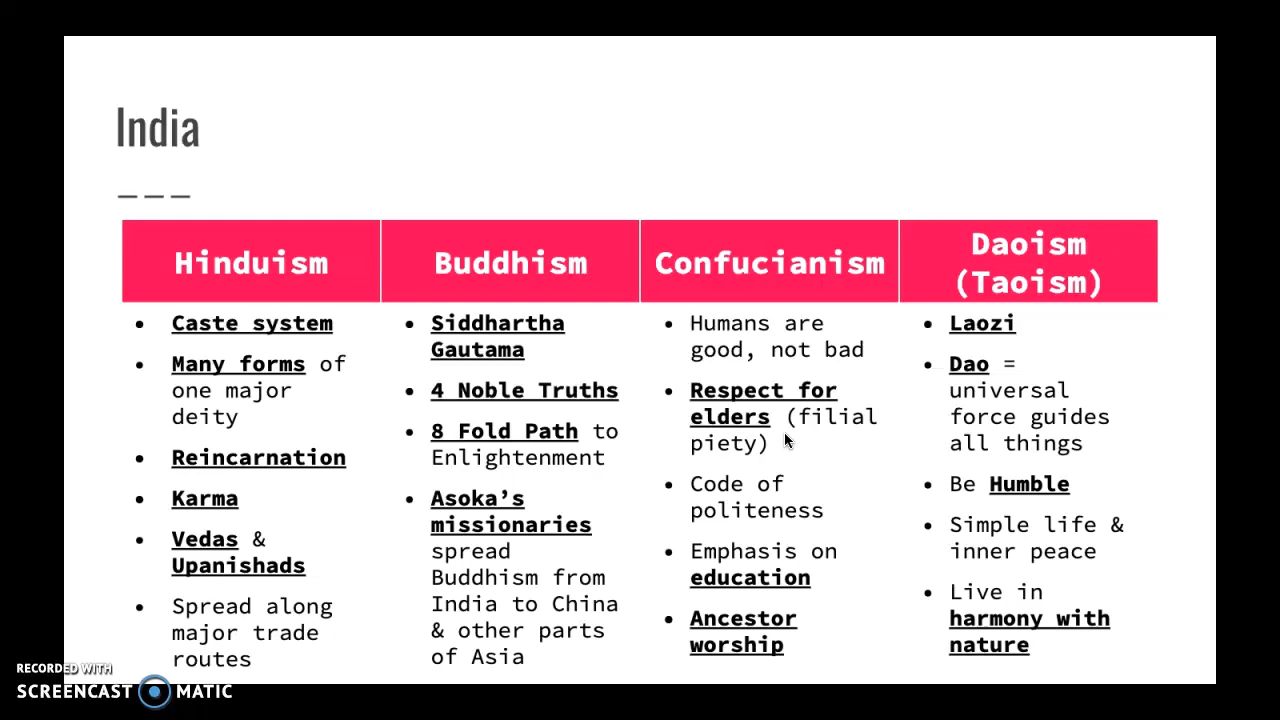 India
Hinduism
Buddhism
Confucianism
Daoism
(Taoism)
• Caste system
• Many forms of
one major
deity
• Reincarnation
• Karma
• Vedas &
Upanishads
• Spread along
major trade
routes
• Siddhartha
Gautama
• 4 Noble Truths
• 8 Fold Path to
Enlightenment
• Asoka’s
missionaries
spread
Buddhism from
India to China
& other parts
of Asia
• Humans are
good, not bad
• Respect for
elders (filial
piety)
• Code of
politeness
• Emphasis on
education
• Ancestor
worship
• Laozi
• Dao =
universal
force guides
all things
• Be Humble
• Simple life &
inner peace
• Live in
harmony with
nature
RECORDED WITH
SCREENCAST MATIC